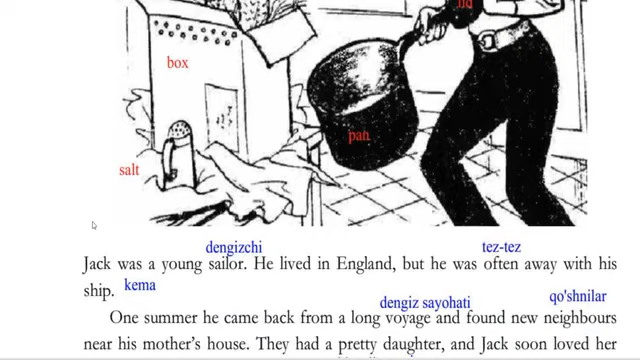 lid
box
pan
salt
dengizchi tez-tez
Jack was a young sailor. He lived in England, but he was often away with his
ship. kema
dengiz sayohati qo'shnilar
One summer he came back from a long voyage and found new neighbours
near his mother's house. They had a pretty daughter, and Jack soon loved her